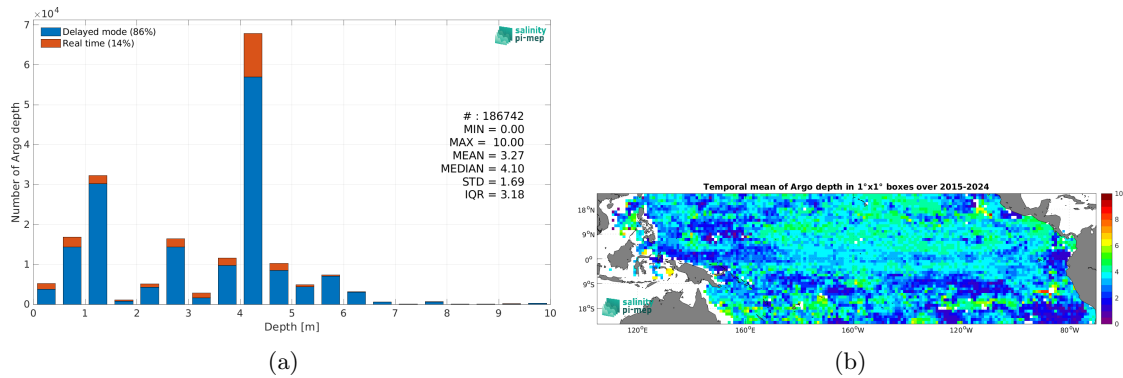 ×10⁴
7
6
5
4
3
2
1
0
Number of Argo depth
Delayed mode (86%)
Real time (14%)
salinity
pi-mep
# : 186742
MIN = 0.00
MAX = 10.00
MEAN = 3.27
MEDIAN = 4.10
STD = 1.69
IQR = 3.18
0 1 2 3 4 5 6 7 8 9 10
Depth [m]
(a)
Temporal mean of Argo depth in 1°x1° boxes over 2015-2024
18°N
9°N
0°
9°S
18°S
salinity
pi-mep
120°E 160°E 160°W 120°W 80°W
10
8
6
4
2
0
(b)